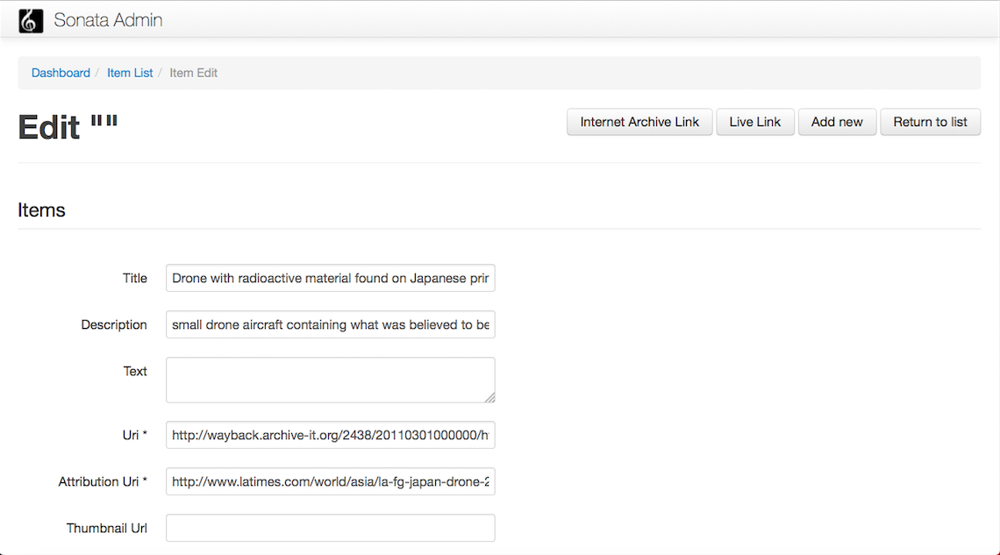 Sonata Admin
Dashboard / Item List / Item Edit
Edit ""
Internet Archive Link Live Link Add new Return to list
Items
Title Drone with radioactive material found on Japanese prir
Description small drone aircraft containing what was believed to be
Text
Uri * http://wayback.archive-it.org/2438/20110301000000/h
Attribution Uri * http://www.latimes.com/world/asia/la-fg-japan-drone-2
Thumbnail Url